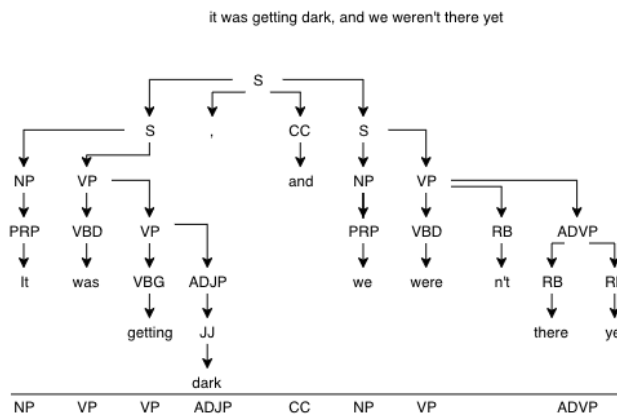 it was getting dark, and we weren't there yet
S
S , CC S
NP VP and NP VP
PRP VBD VP PRP VBD RB ADVP
It was VBG ADJP we were n't RB
getting JJ there
dark
NP VP VP ADJP CC NP VP ADVP